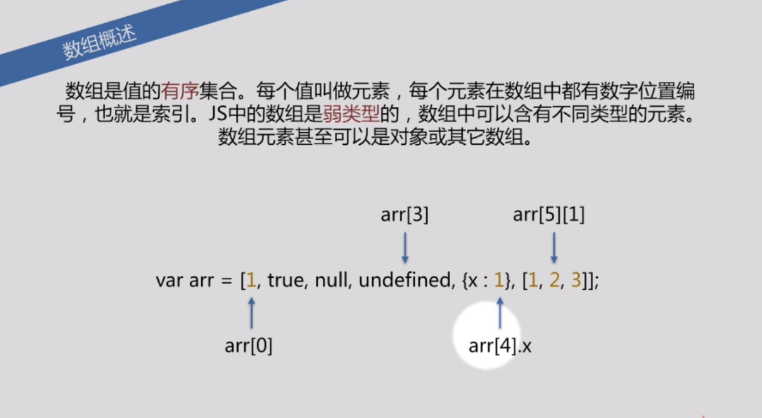 数组概述
数组是值的有序集合。每个值叫做元素，每个元素在数组中都有数字位置编
号，也就是索引。JS中的数组是弱类型的，数组中可以含有不同类型的元素。
数组元素甚至可以是对象或其它数组。
arr[3] arr[5][1]
var arr = [1, true, null, undefined, {x : 1}, [1, 2, 3]];
arr[0] arr[4].x